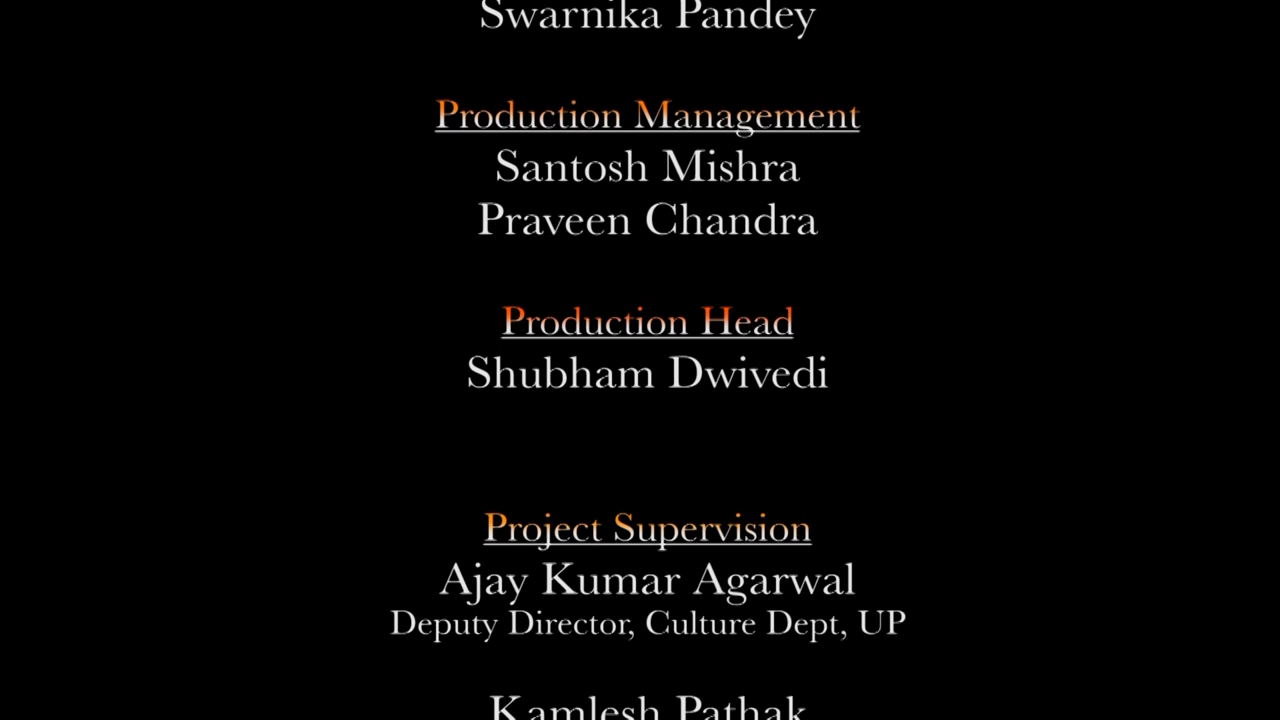 Swarnika Pandey
Production Management
Santosh Mishra
Praveen Chandra
Production Head
Shubham Dwivedi
Project Supervision
Ajay Kumar Agarwal
Deputy Director, Culture Dept, UP
Kamlesh Pathak